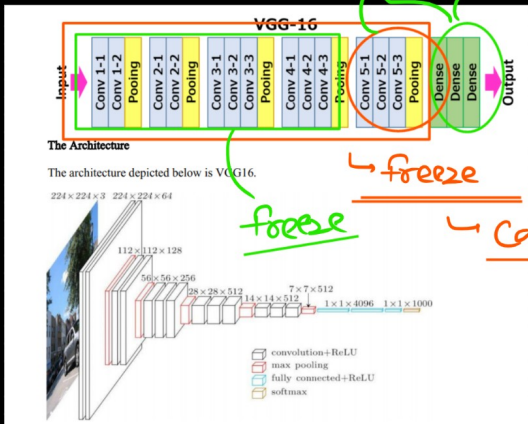 VGG-16
Input
Conv 1-1
Conv 1-2
Pooling
Conv 2-1
Conv 2-2
Pooling
Conv 3-1
Conv 3-2
Conv 3-3
Pooling
Conv 4-1
Conv 4-2
Conv 4-3
Pooling
Conv 5-1
Conv 5-2
Conv 5-3
Pooling
Dense
Dense
Dense
Output
The Architecture
The architecture depicted below is VGG16.
freeze
freeze
224×224×3 224×224×64
112×112×128
56×56×256
28×28×512
14×14×512
7×7×512
1×1×4096 1×1×1000
convolution+ReLU
max pooling
fully connected+ReLU
softmax